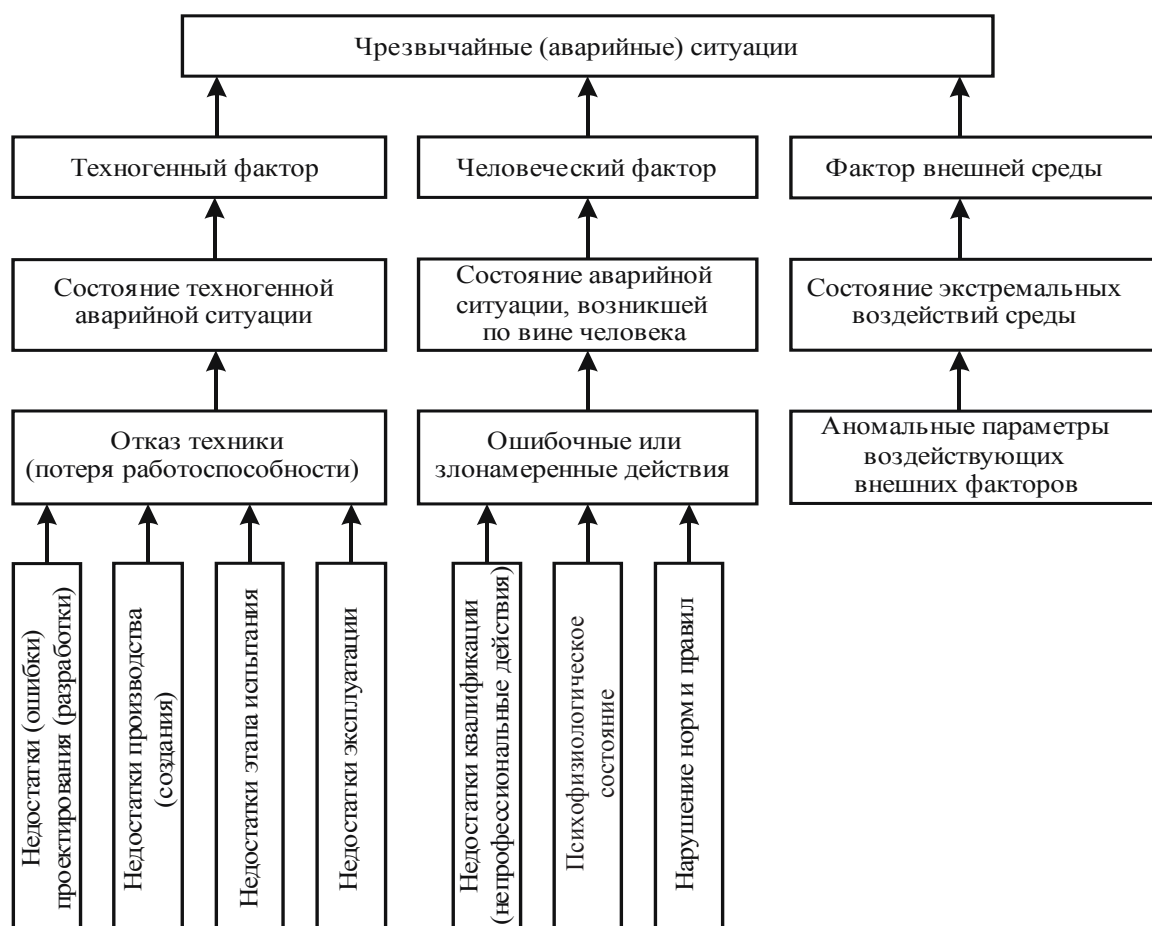 Чрезвычайные (аварийные) ситуации
Техногенный фактор
Человеческий фактор
Фактор внешней среды
Состояние техногенной
аварийной ситуации
Состояние аварийной
ситуации, возникшей
по вине человека
Состояние экстремальных
воздействий среды
Отказ техники
(потеря работоспособности)
Ошибочные или
злонамеренные действия
Аномальные параметры
воздействующих
внешних факторов
Недостатки (ошибки)
проектирования (разработки)
Недостатки производства
(создания)
Недостатки этапа испытания
Недостатки эксплуатации
Недостатки квалификации
(непрофессиональные действия)
Психофизиологическое
состояние
Нарушение норм и правил